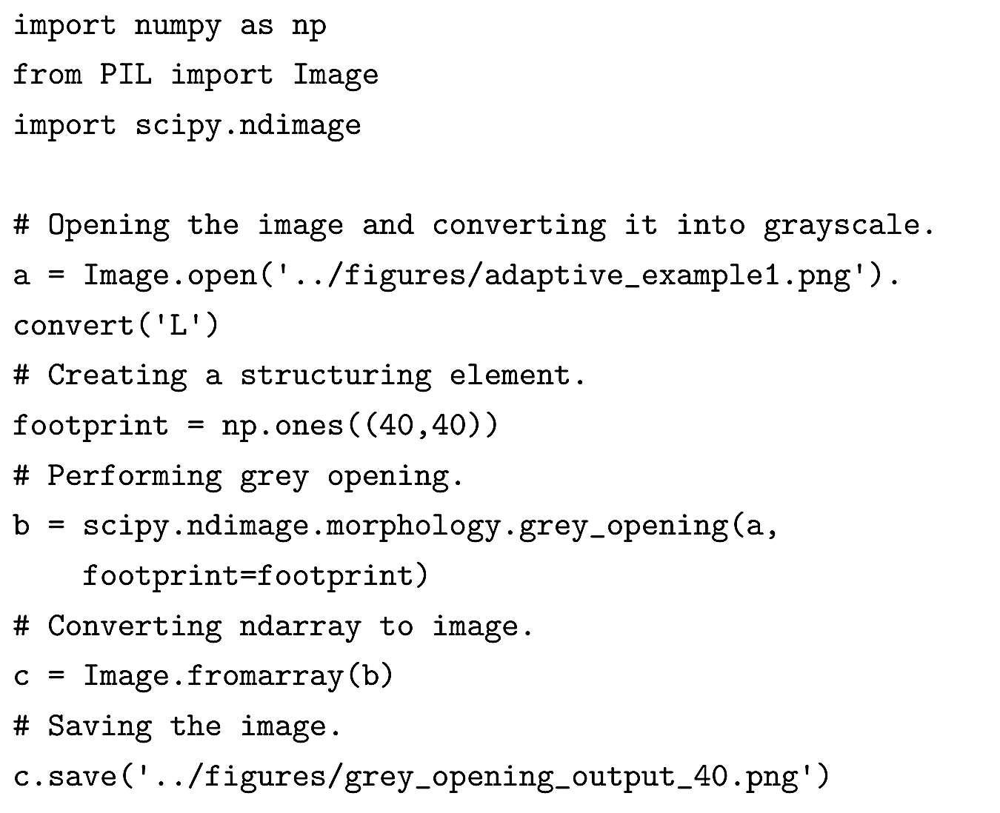 import numpy as np
from PIL import Image
import scipy.ndimage

# Opening the image and converting it into grayscale.
a = Image.open('../figures/adaptive_example1.png').
convert('L')
# Creating a structuring element.
footprint = np.ones((40,40))
# Performing grey opening.
b = scipy.ndimage.morphology.grey_opening(a,
    footprint=footprint)
# Converting ndarray to image.
c = Image.fromarray(b)
# Saving the image.
c.save('../figures/grey_opening_output_40.png')